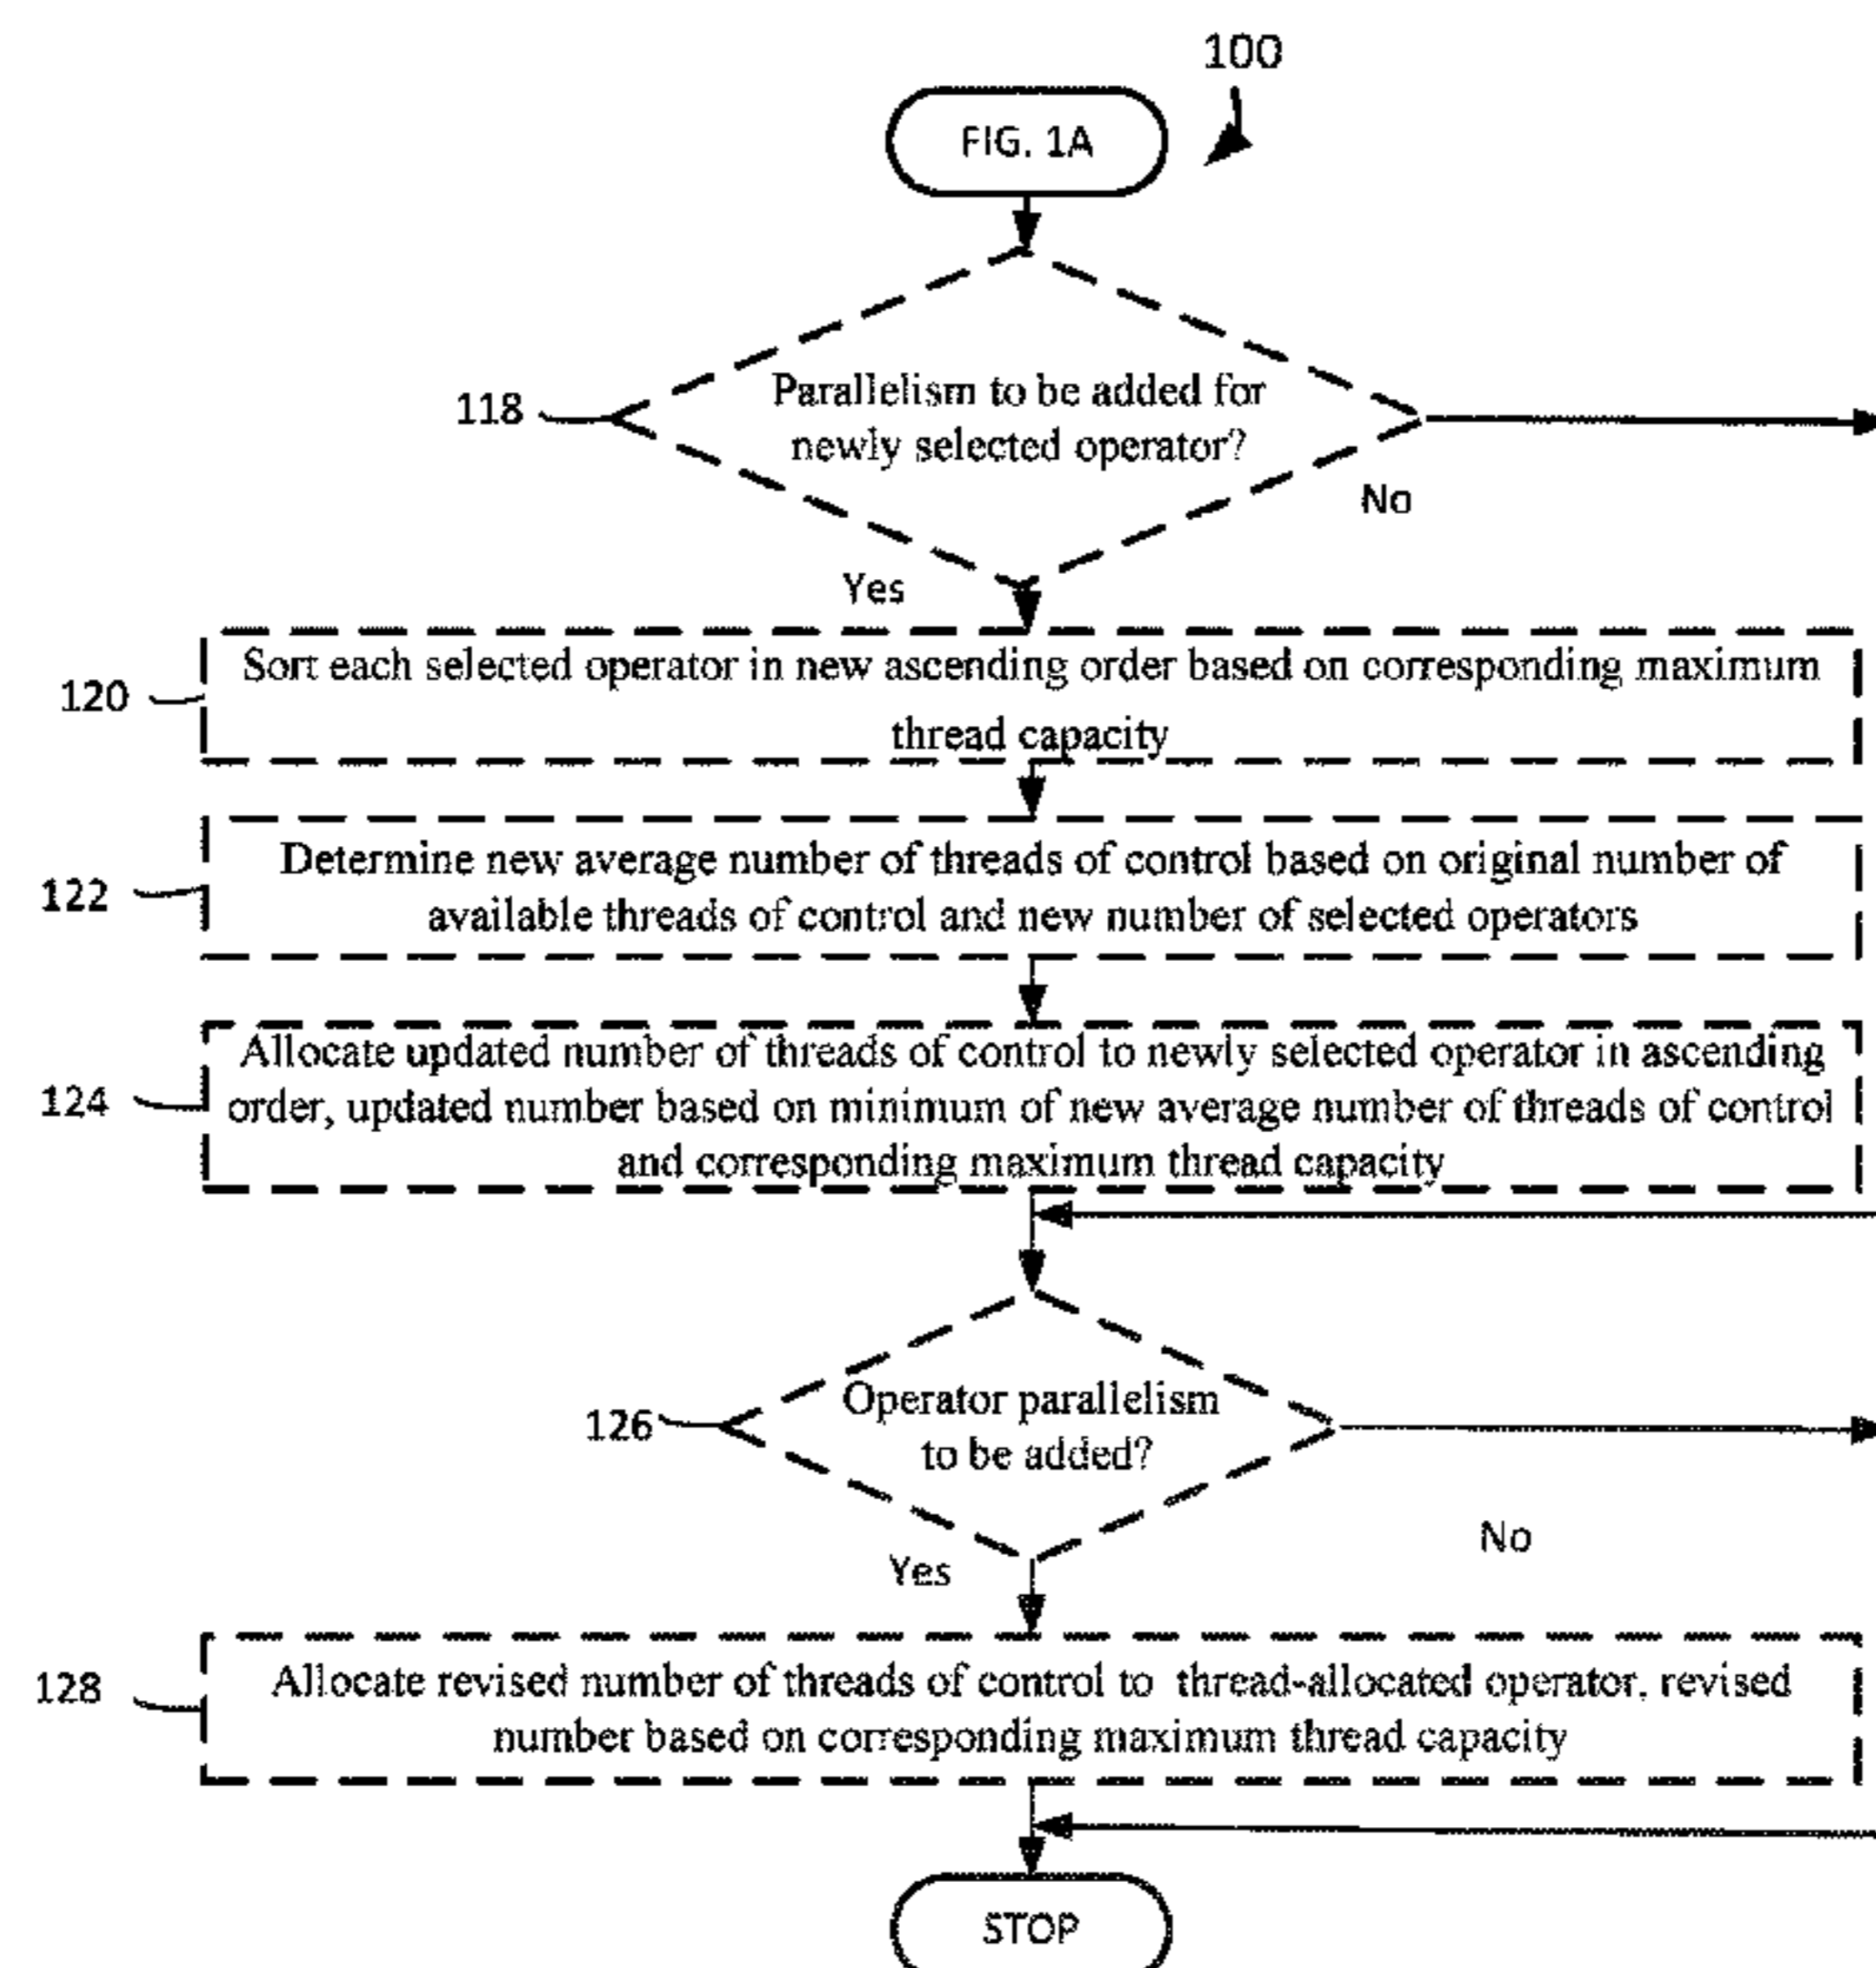 100
FIG. 1A
118
Parallelism to be added for
newly selected operator?
No
Yes
120
Sort each selected operator in new ascending order based on corresponding maximum
thread capacity
122
Determine new average number of threads of control based on original number of
available threads of control and new number of selected operators
124
Allocate updated number of threads of control to newly selected operator in ascending
order, updated number based on minimum of new average number of threads of control
and corresponding maximum thread capacity
126
Operator parallelism
to be added?
No
Yes
128
Allocate revised number of threads of control to thread-allocated operator, revised
number based on corresponding maximum thread capacity
STOP